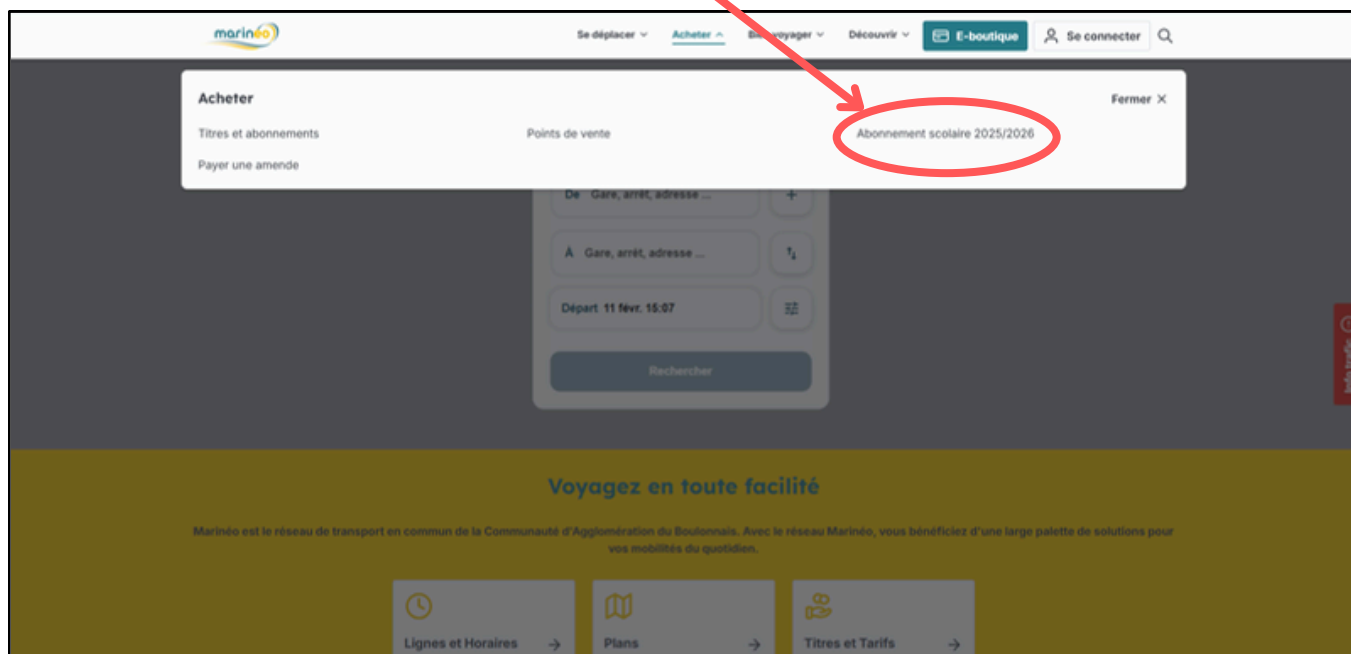 marinéo
Se déplacer Acheter Bien voyager Découvrir E-boutique Se connecter
Acheter Fermer
Titres et abonnements Points de vente Abonnement scolaire 2025/2026
Payer une amende
De Gare, arrêt, adresse ...
À Gare, arrêt, adresse ...
Départ 11 févr. 15:07
Rechercher
Info trafic
Voyagez en toute facilité
Marinéo est le réseau de transport en commun de la Communauté d'Agglomération du Boulonnais. Avec le réseau Marinéo, vous bénéficiez d'une large palette de solutions pour
vos mobilités du quotidien.
Lignes et Horaires Plans Titres et Tarifs